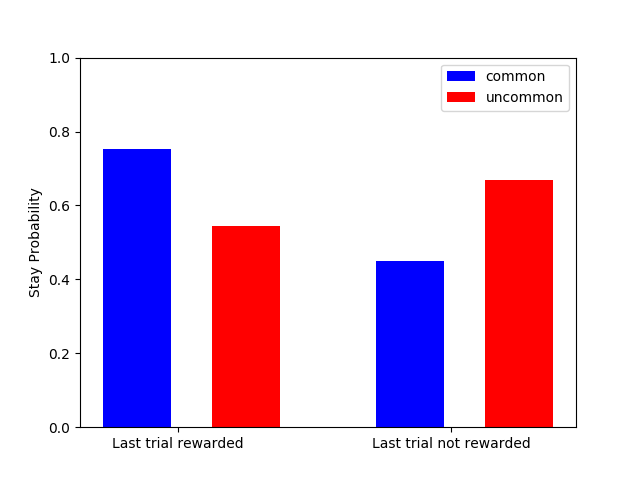 1.0
0.8
0.6
0.4
0.2
0.0
Stay Probability
common
uncommon
Last trial rewarded
Last trial not rewarded